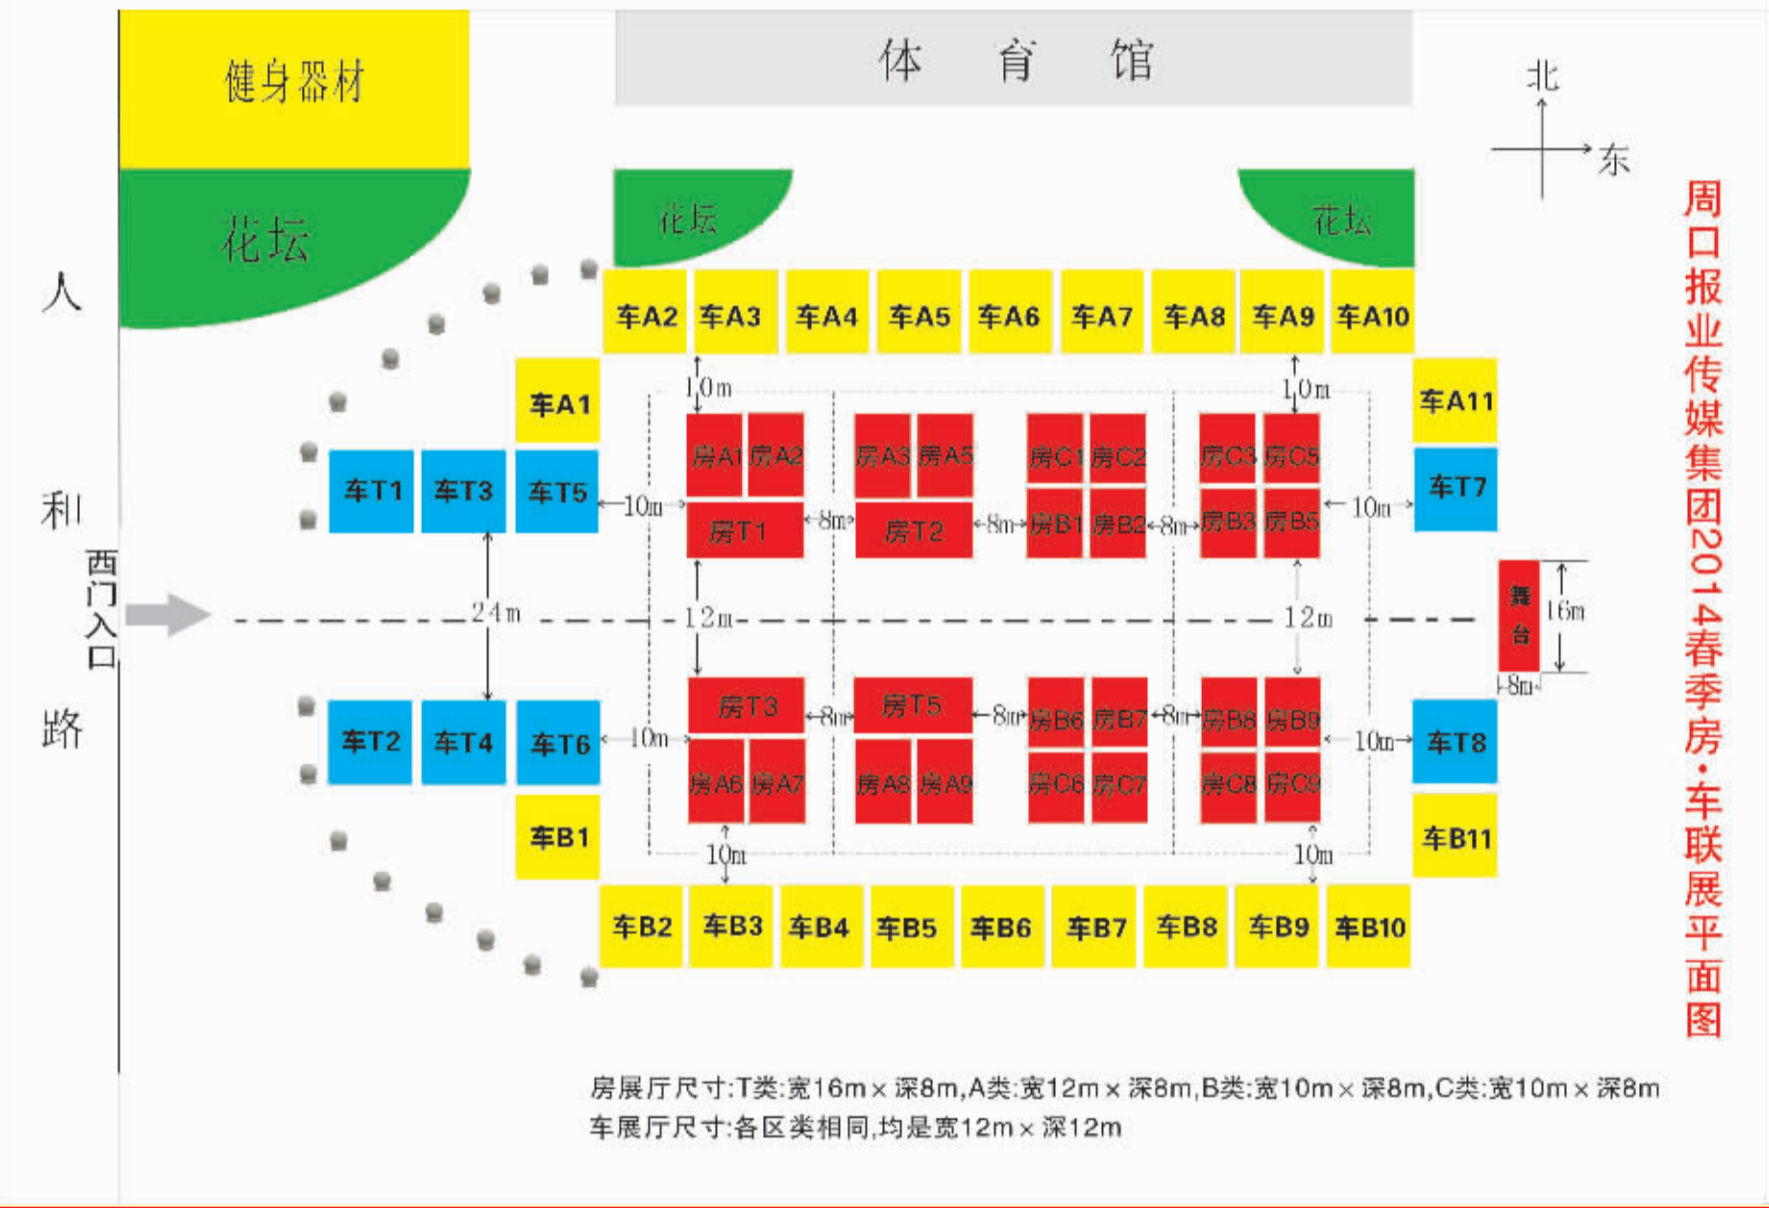 健身器材
体育馆
北
东
花坛
花坛
花坛
人和路
西门入口
周口报业传媒集团2014春季房·车联展平面图
车A2 车A3 车A4 车A5 车A6 车A7 车A8 车A9 车A10
10m 10m
车A1 车A11
房A1 房A2 房A3 房A5 房C1 房C2 房C3 房C5
车T1 车T3 车T5 车T7
10m 10m
房T1 8m 房T2 8m 房B1 房B2 8m 房B3 房B5
24m 12m 12m
舞台
16m
8m
房T3 8m 房T5 8m 房B6 房B7 8m 房B8 房B9
车T2 车T4 车T6 10m 10m 车T8
房A6 房A7 房A8 房A9 房C6 房C7 房C8 房C9
车B1 车B11
10m 10m
车B2 车B3 车B4 车B5 车B6 车B7 车B8 车B9 车B10
房展厅尺寸:T类:宽16m×深8m,A类:宽12m×深8m,B类:宽10m×深8m,C类:宽10m×深8m
车展厅尺寸:各区类相同,均是宽12m×深12m